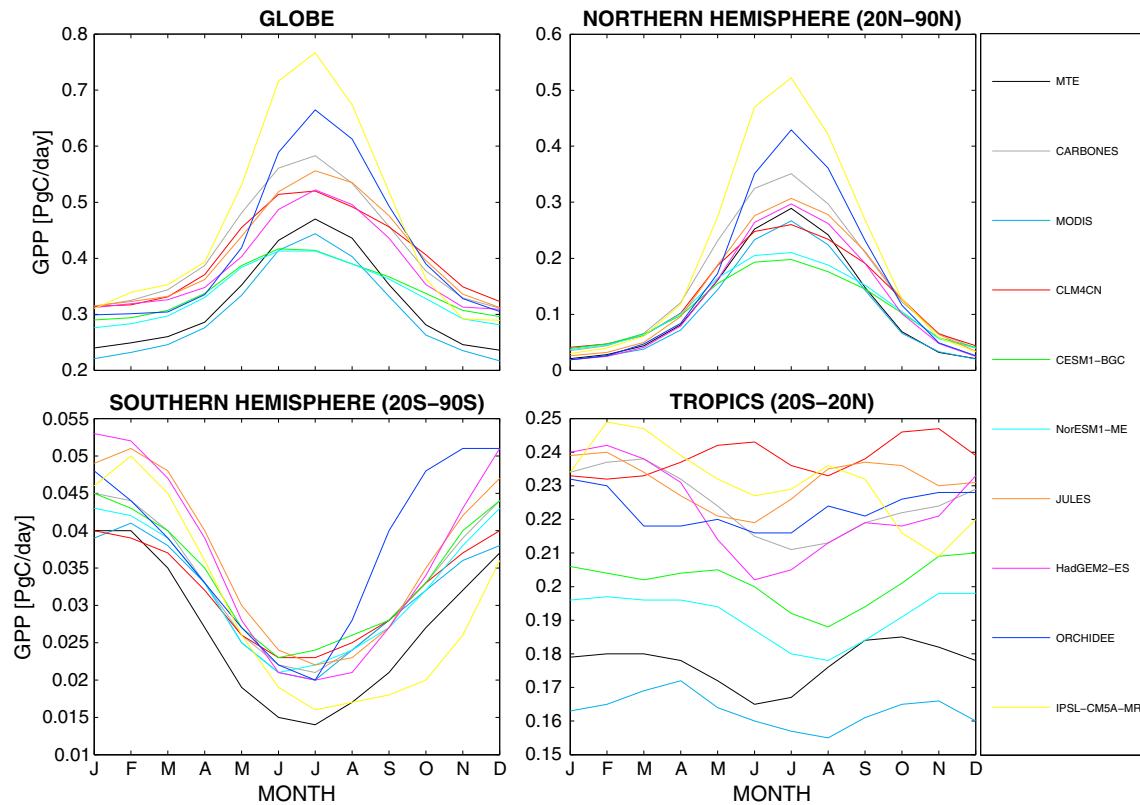 GLOBE
0.8
0.7
0.6
0.5
0.4
0.3
0.2
GPP [PgC/day]
NORTHERN HEMISPHERE (20N−90N)
0.6
0.5
0.4
0.3
0.2
0.1
0
SOUTHERN HEMISPHERE (20S−90S)
0.055
0.05
0.045
0.04
0.035
0.03
0.025
0.02
0.015
0.01
GPP [PgC/day]
J F M A M J J A S O N D
MONTH
TROPICS (20S−20N)
0.25
0.24
0.23
0.22
0.21
0.2
0.19
0.18
0.17
0.16
0.15
J F M A M J J A S O N D
MONTH
MTE
CARBONES
MODIS
CLM4CN
CESM1−BGC
NorESM1−ME
JULES
HadGEM2−ES
ORCHIDEE
IPSL−CM5A−MR